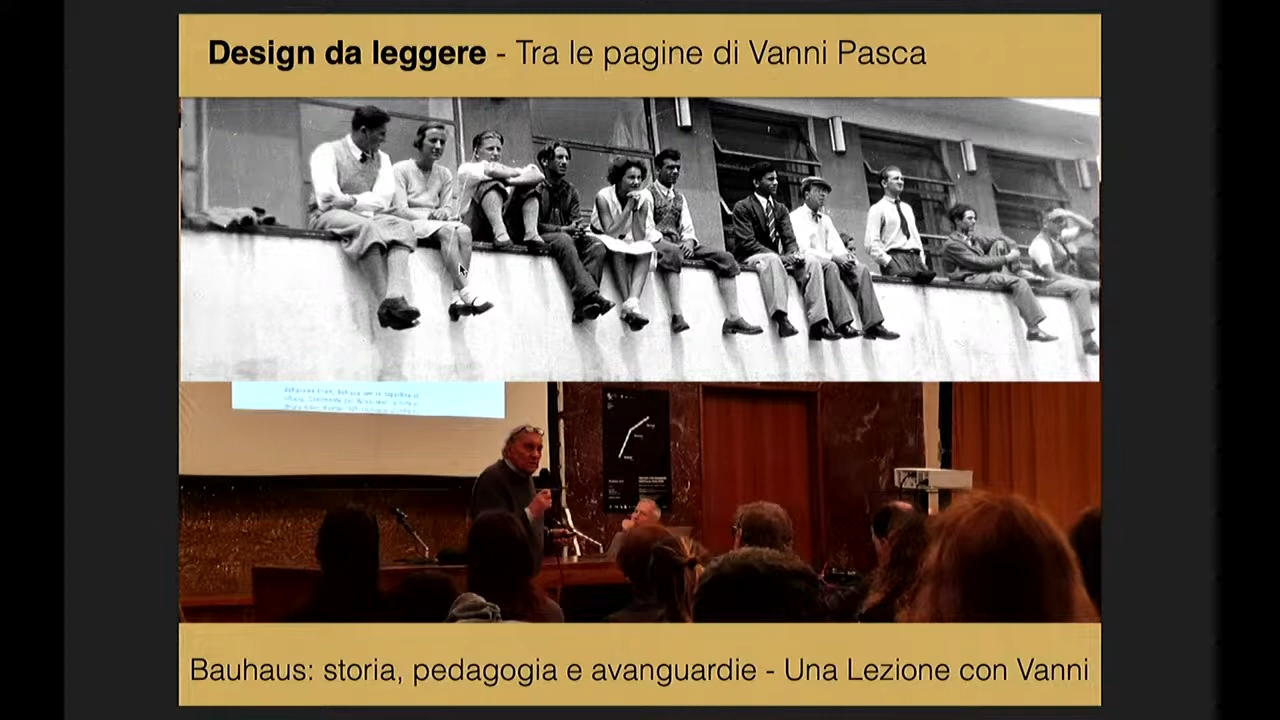 Design da leggere - Tra le pagine di Vanni Pasca
Bauhaus: storia, pedagogia e avanguardie - Una Lezione con Vanni